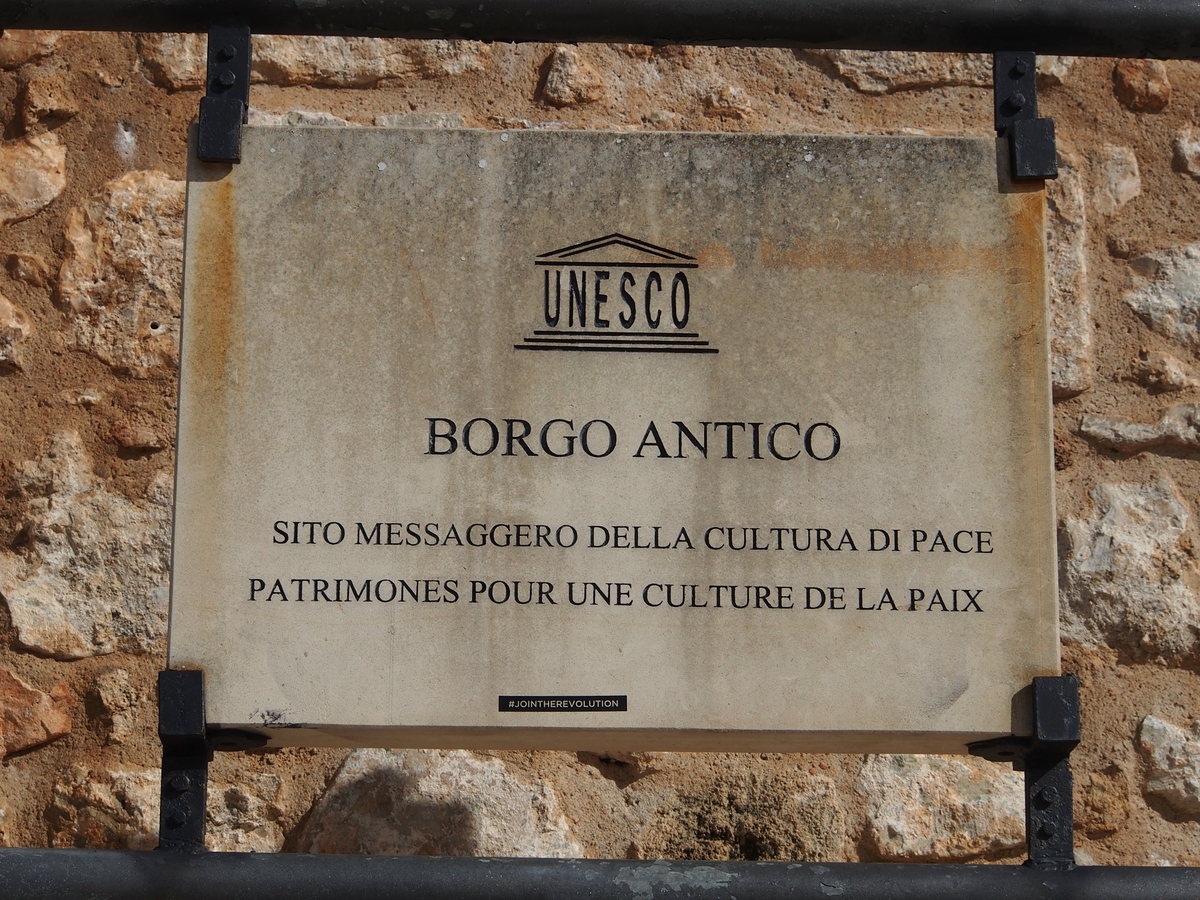 UNESCO
BORGO ANTICO
SITO MESSAGGERO DELLA CULTURA DI PACE
PATRIMONES POUR UNE CULTURE DE LA PAIX
#JOINTHEREVOLUTION